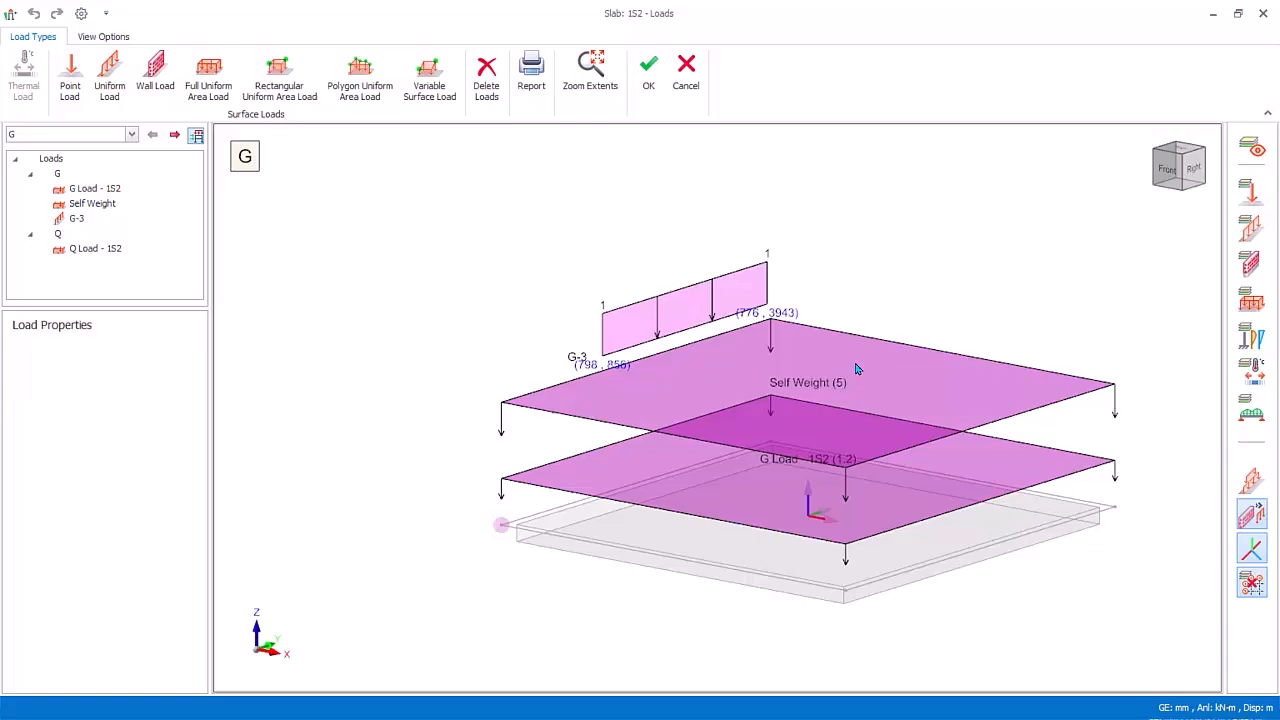 Slab: 1S2 - Loads
Load Types
View Options
Thermal Load
Point Load
Uniform Load
Wall Load
Full Uniform Area Load
Rectangular Uniform Area Load
Polygon Uniform Area Load
Variable Surface Load
Delete Loads
Report
Zoom Extents
OK
Cancel
Surface Loads
G
Loads
G
G Load - 1S2
Self Weight
G-3
Q
Q Load - 1S2
Load Properties
G
Front
Right
1
1
(776 , 3943)
G-3
(798 , 856)
Self Weight (5)
G Load - 1S2 (1.2)
Z
Y
X
GE: mm , Anl: kN-m , Disp: m